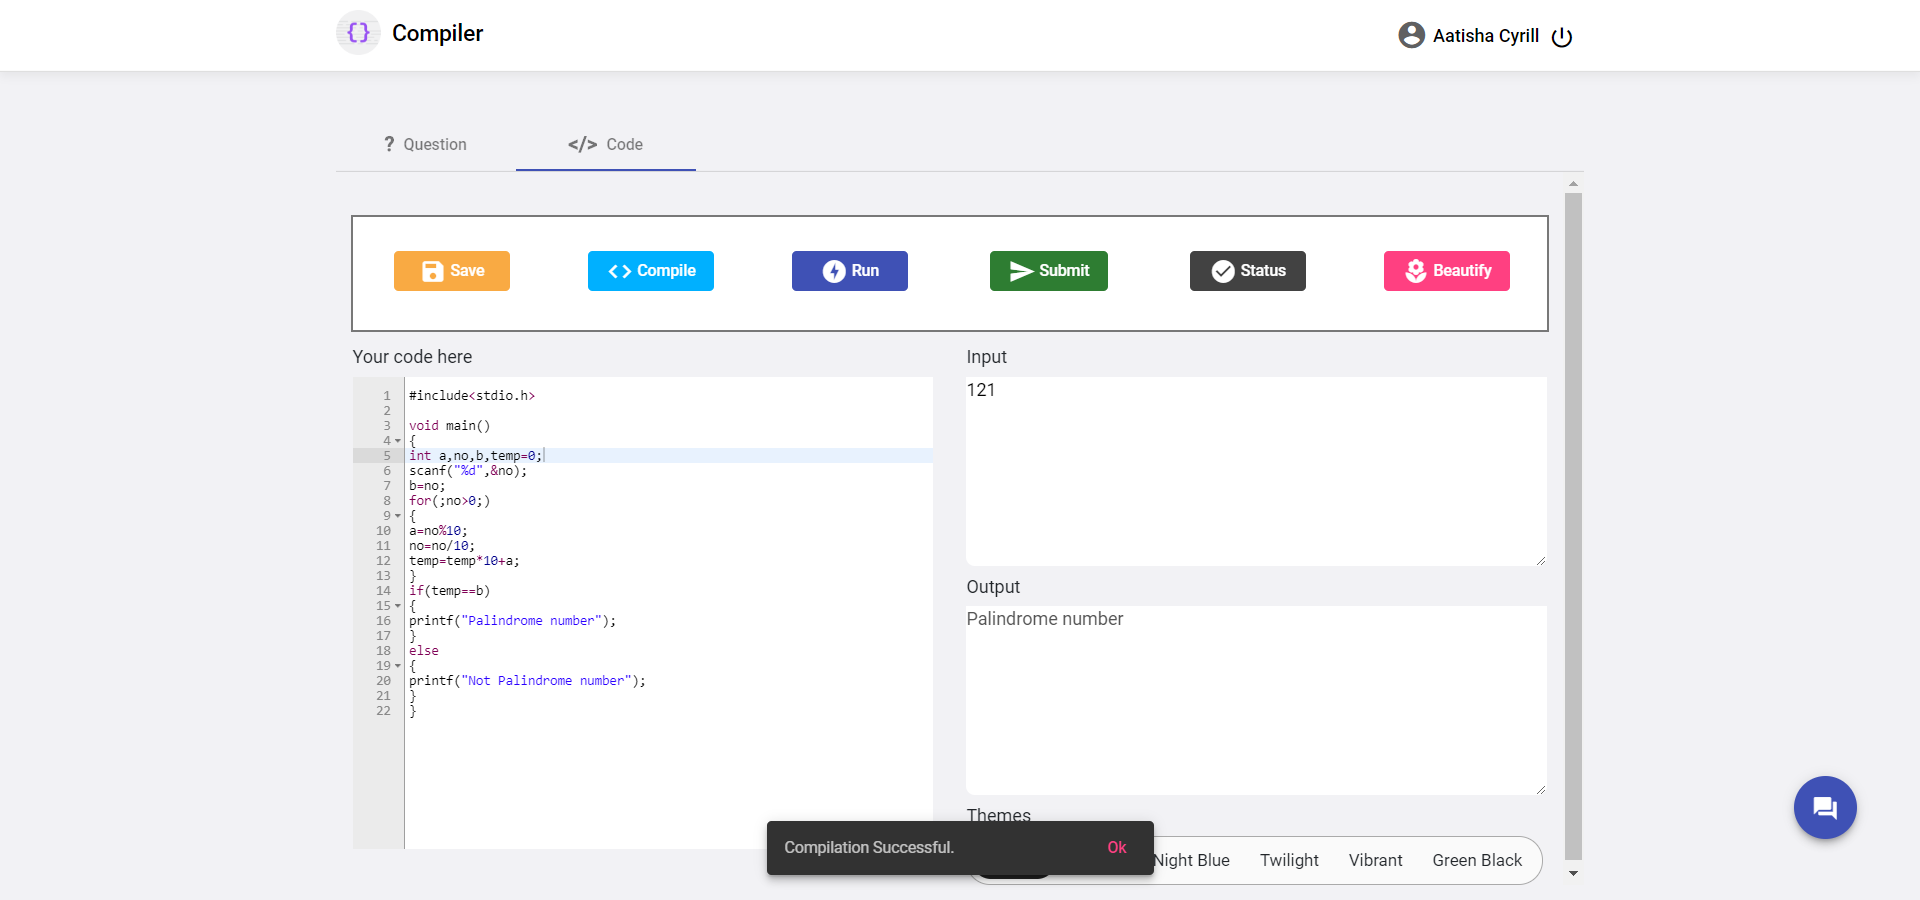 {} Compiler
Aatisha Cyrill
? Question
</> Code
Save
<> Compile
Run
Submit
Status
Beautify
Your code here
1 #include<stdio.h>
2
3 void main()
4 {
5 int a,no,b,temp=0;
6 scanf("%d",&no);
7 b=no;
8 for(;no>0;)
9 {
10 a=no%10;
11 no=no/10;
12 temp=temp*10+a;
13 }
14 if(temp==b)
15 {
16 printf("Palindrome number");
17 }
18 else
19 {
20 printf("Not Palindrome number");
21 }
22 }
Input
121
Output
Palindrome number
Themes
Night Blue
Twilight
Vibrant
Green Black
Compilation Successful.
Ok